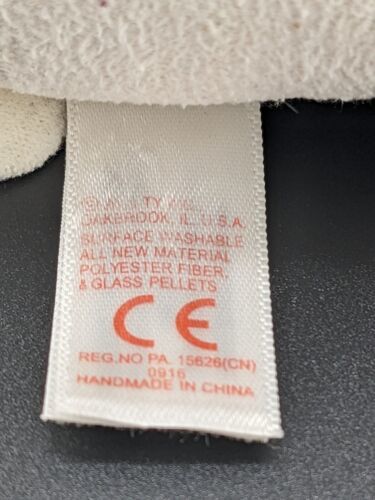 TY
OAKBROOK, IL. U.S.A.
SURFACE WASHABLE
ALL NEW MATERIAL
POLYESTER FIBER,
& GLASS PELLETS
CE
REG.NO PA. 15626(CN)
0916
HANDMADE IN CHINA